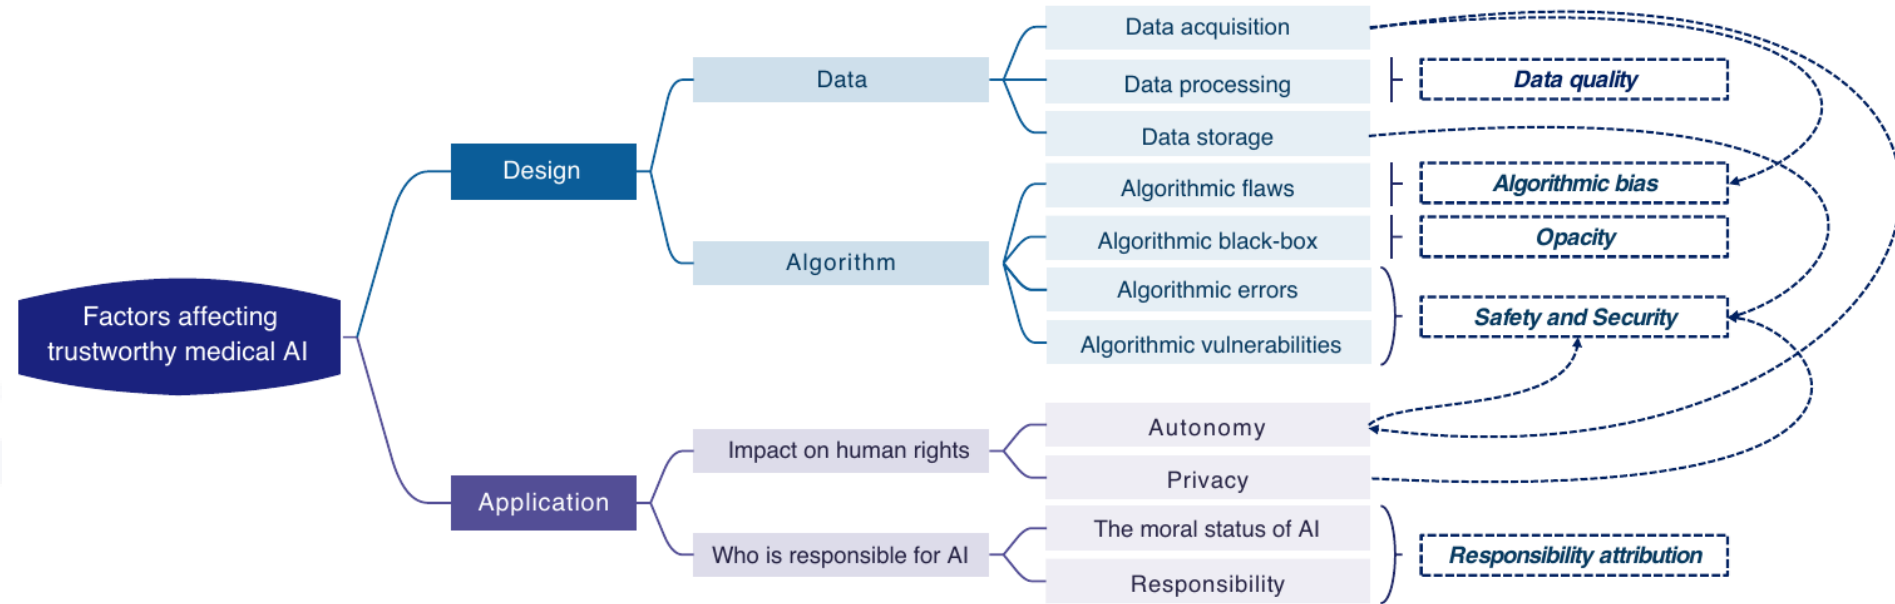 Factors affecting
trustworthy medical AI
Design
Application
Data
Algorithm
Impact on human rights
Who is responsible for AI
Data acquisition
Data processing
Data storage
Algorithmic flaws
Algorithmic black-box
Algorithmic errors
Algorithmic vulnerabilities
Autonomy
Privacy
The moral status of AI
Responsibility
Data quality
Algorithmic bias
Opacity
Safety and Security
Responsibility attribution